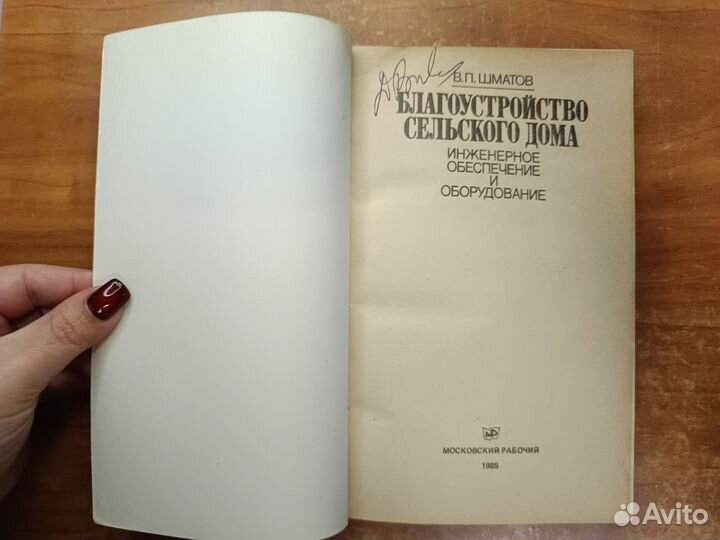 В.П. ШМАТОВ
БЛАГОУСТРОЙСТВО
СЕЛЬСКОГО ДОМА
ИНЖЕНЕРНОЕ
ОБЕСПЕЧЕНИЕ
И
ОБОРУДОВАНИЕ
МОСКОВСКИЙ РАБОЧИЙ
1985
Avito